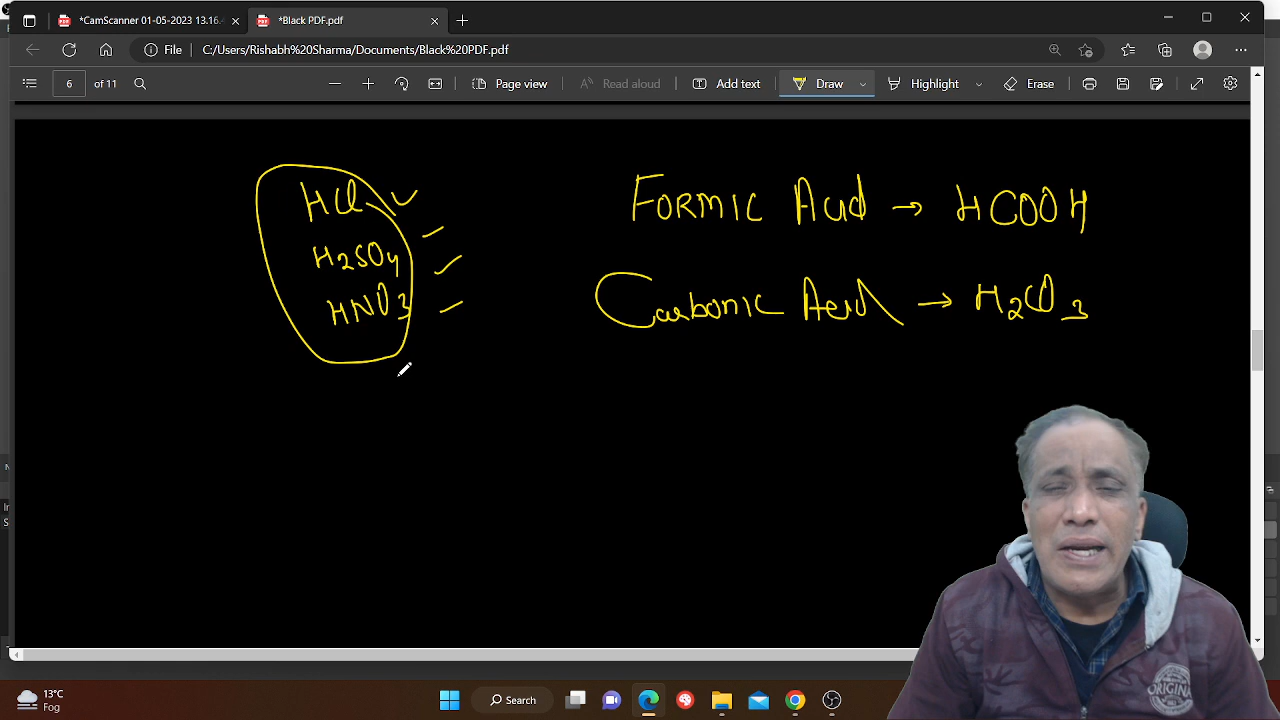 *CamScanner 01-05-2023 13.16.4
*Black PDF.pdf
File C:/Users/Rishabh%20Sharma/Documents/Black%20PDF.pdf
6 of 11 Page view Read aloud Add text Draw Highlight Erase
HCl
H2SO4
HNO3
FORMIC Acid → HCOOH
Carbonic Acid → H2CO3
ORIGINA
13°C
Fog
Search